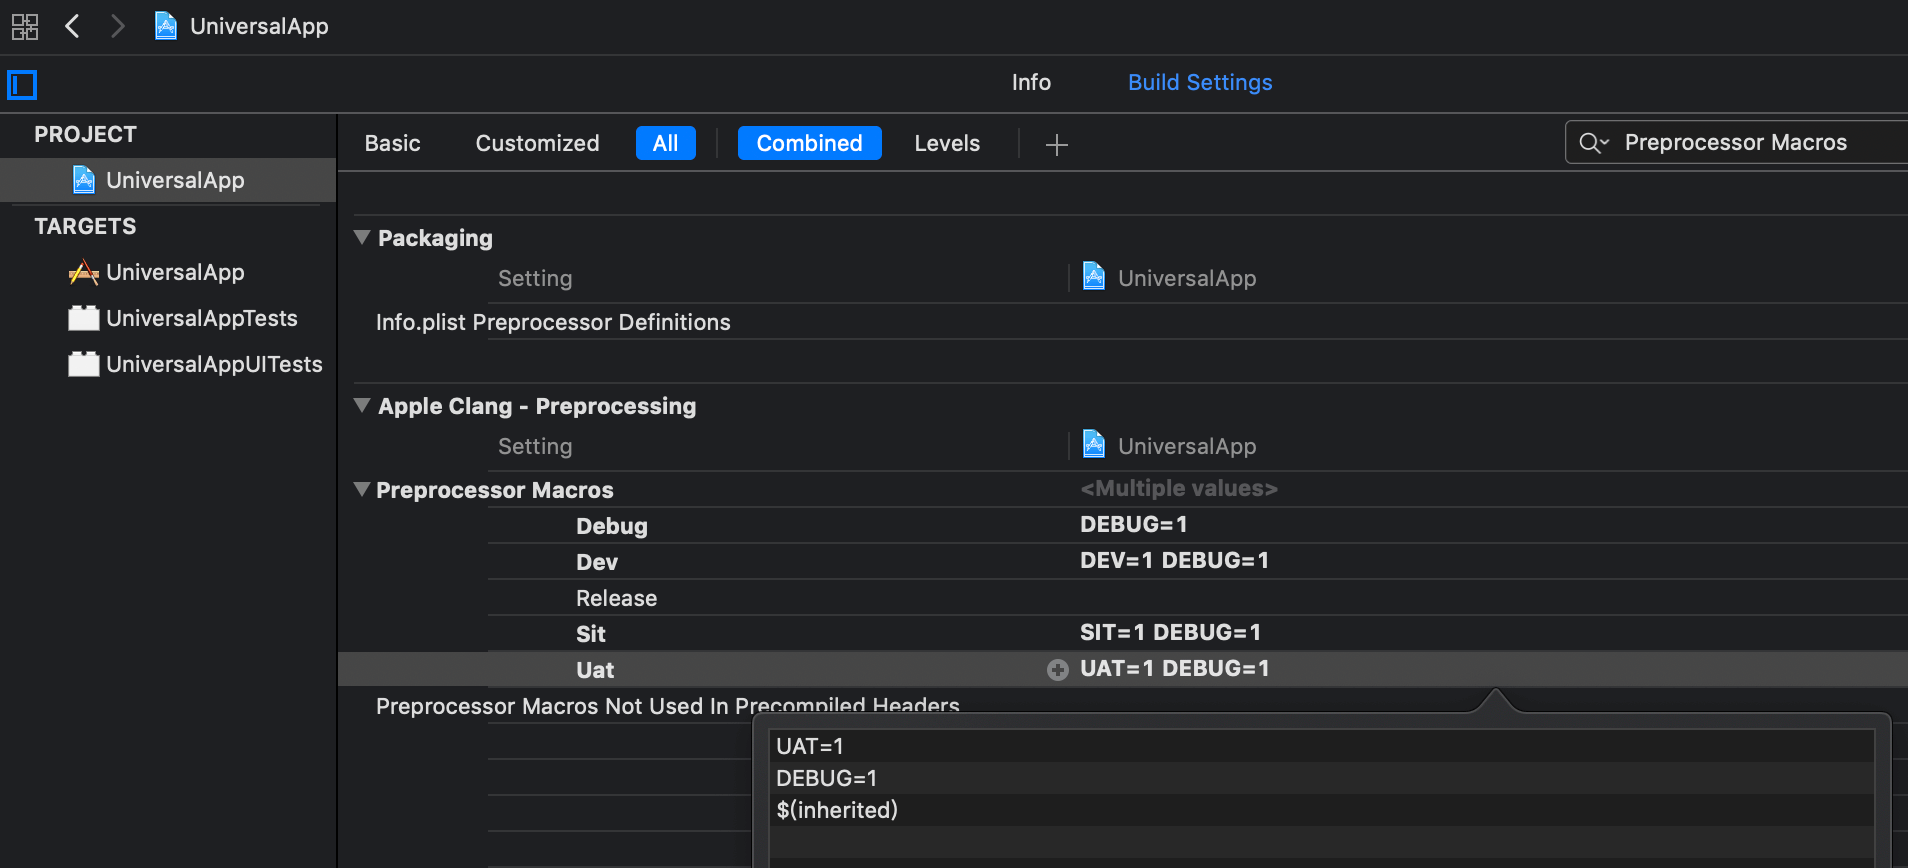 UniversalApp
Info Build Settings
PROJECT
UniversalApp
TARGETS
UniversalApp
UniversalAppTests
UniversalAppUITests
Basic Customized All Combined Levels Preprocessor Macros
Packaging
Setting UniversalApp
Info.plist Preprocessor Definitions
Apple Clang - Preprocessing
Setting UniversalApp
Preprocessor Macros <Multiple values>
Debug DEBUG=1
Dev DEV=1 DEBUG=1
Release
Sit SIT=1 DEBUG=1
Uat UAT=1 DEBUG=1
Preprocessor Macros Not Used In Precompiled Headers
UAT=1
DEBUG=1
$(inherited)